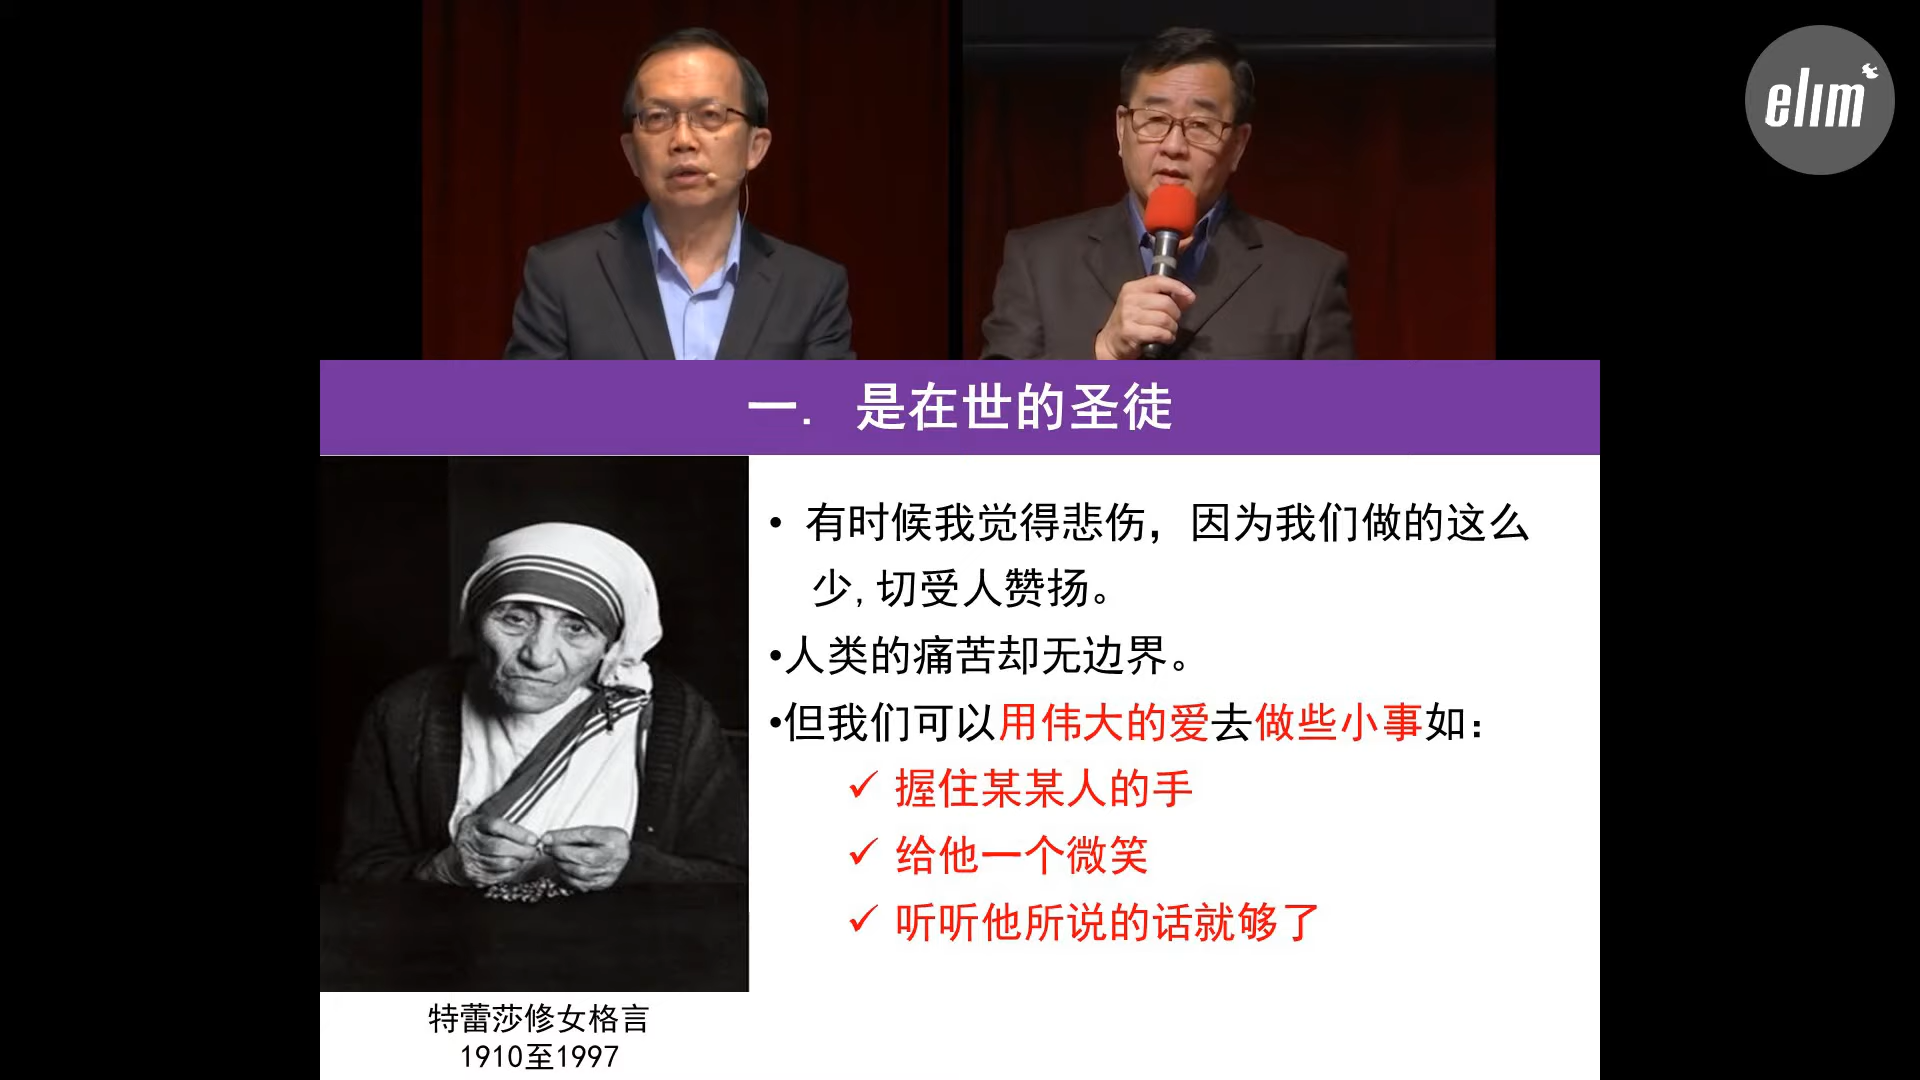 elim
一. 是在世的圣徒
• 有时候我觉得悲伤，因为我们做的这么
少,切受人赞扬。
•人类的痛苦却无边界。
•但我们可以用伟大的爱去做些小事如：
✓ 握住某某人的手
✓ 给他一个微笑
✓ 听听他所说的话就够了
特蕾莎修女格言
1910至1997